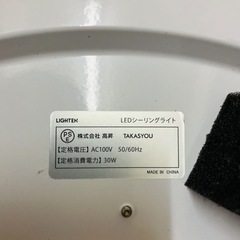 LIGHTEK LEDシーリングライト
PS E 株式会社 高昇 TAKASYOU
【定格電圧】AC100V 50/60Hz
【定格消費電力】30W
MADE IN CHINA